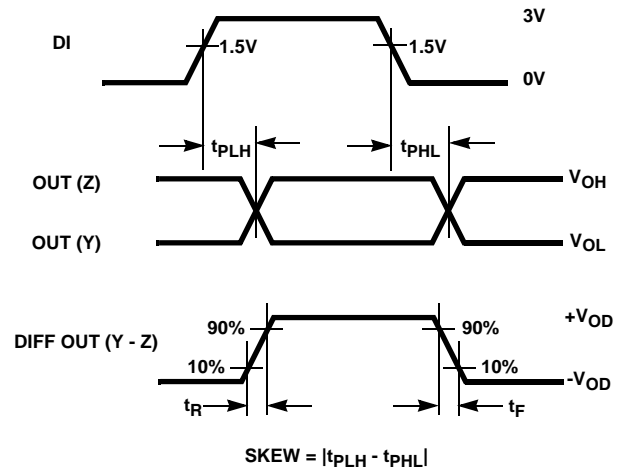 3V
DI
1.5V
1.5V
0V
tPLH
tPHL
OUT (Z)
VOH
OUT (Y)
VOL
+VOD
90%
90%
DIFF OUT (Y - Z)
10%
10%
-VOD
tR
tF
SKEW = |tPLH - tPHL|